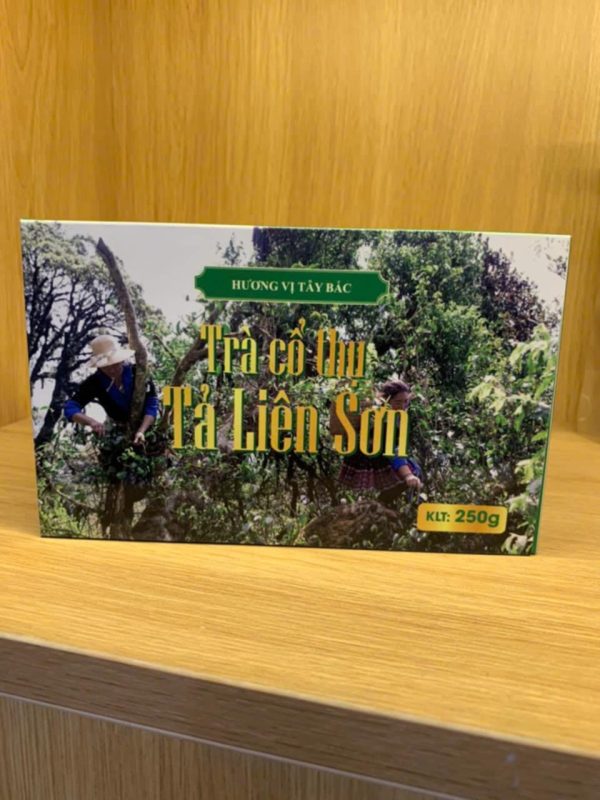 HƯƠNG VỊ TÂY BẮC
Trà cổ thụ
Tả Liên Sơn
KLT: 250g